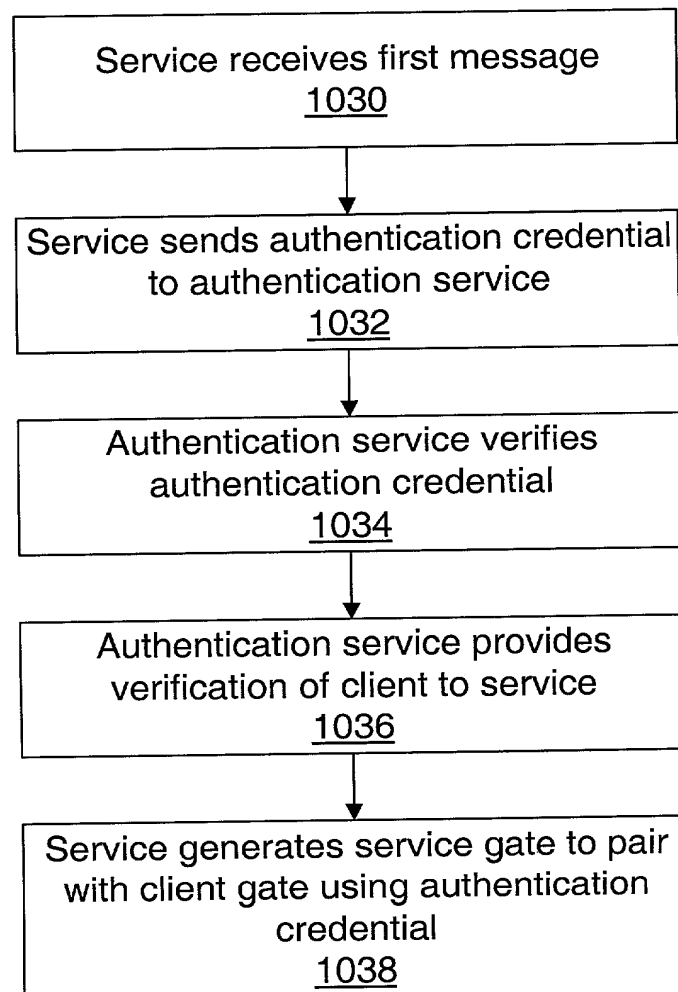 Service receives first message
1030
Service sends authentication credential
to authentication service
1032
Authentication service verifies
authentication credential
1034
Authentication service provides
verification of client to service
1036
Service generates service gate to pair
with client gate using authentication
credential
1038